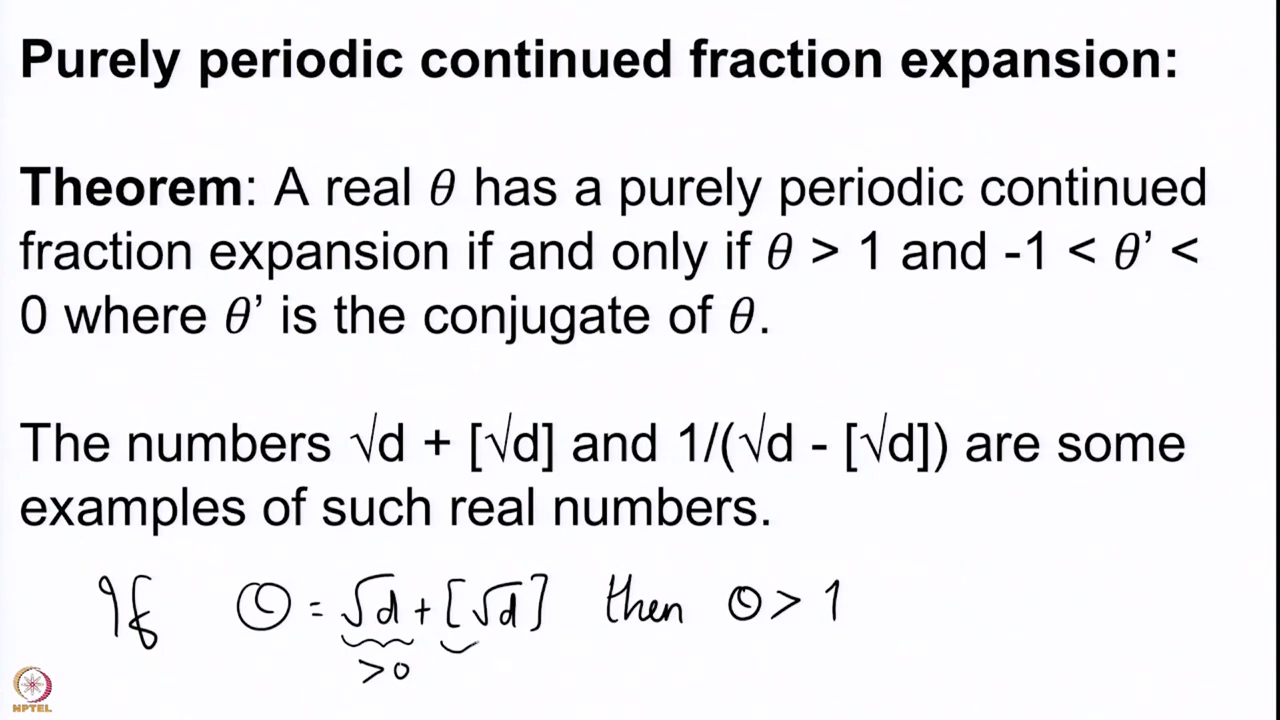 Purely periodic continued fraction expansion:
Theorem: A real θ has a purely periodic continued
fraction expansion if and only if θ > 1 and -1 < θ’ <
0 where θ’ is the conjugate of θ.
The numbers √d + [√d] and 1/(√d - [√d]) are some
examples of such real numbers.
If θ = √d + [√d] then θ > 1
>0
NPTEL